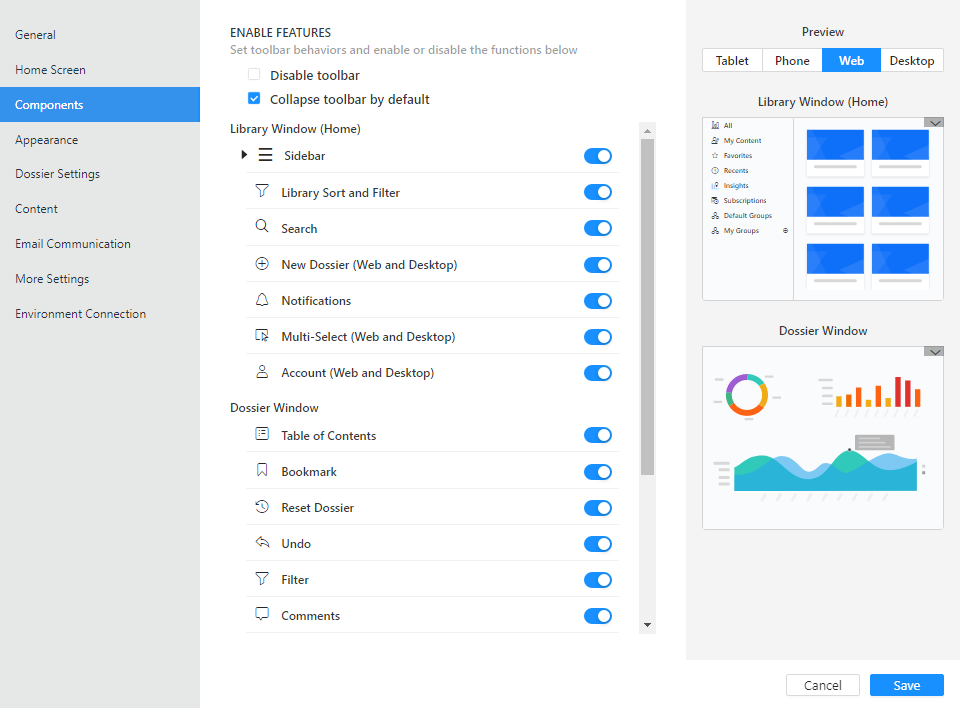 General
Home Screen
Components
Appearance
Dossier Settings
Content
Email Communication
More Settings
Environment Connection
ENABLE FEATURES
Set toolbar behaviors and enable or disable the functions below
Disable toolbar
Collapse toolbar by default
Library Window (Home)
Sidebar
Library Sort and Filter
Search
New Dossier (Web and Desktop)
Notifications
Multi-Select (Web and Desktop)
Account (Web and Desktop)
Dossier Window
Table of Contents
Bookmark
Reset Dossier
Undo
Filter
Comments
Preview
Tablet Phone Web Desktop
Library Window (Home)
All
My Content
Favorites
Recents
Insights
Subscriptions
Default Groups
My Groups
Dossier Window
Cancel Save